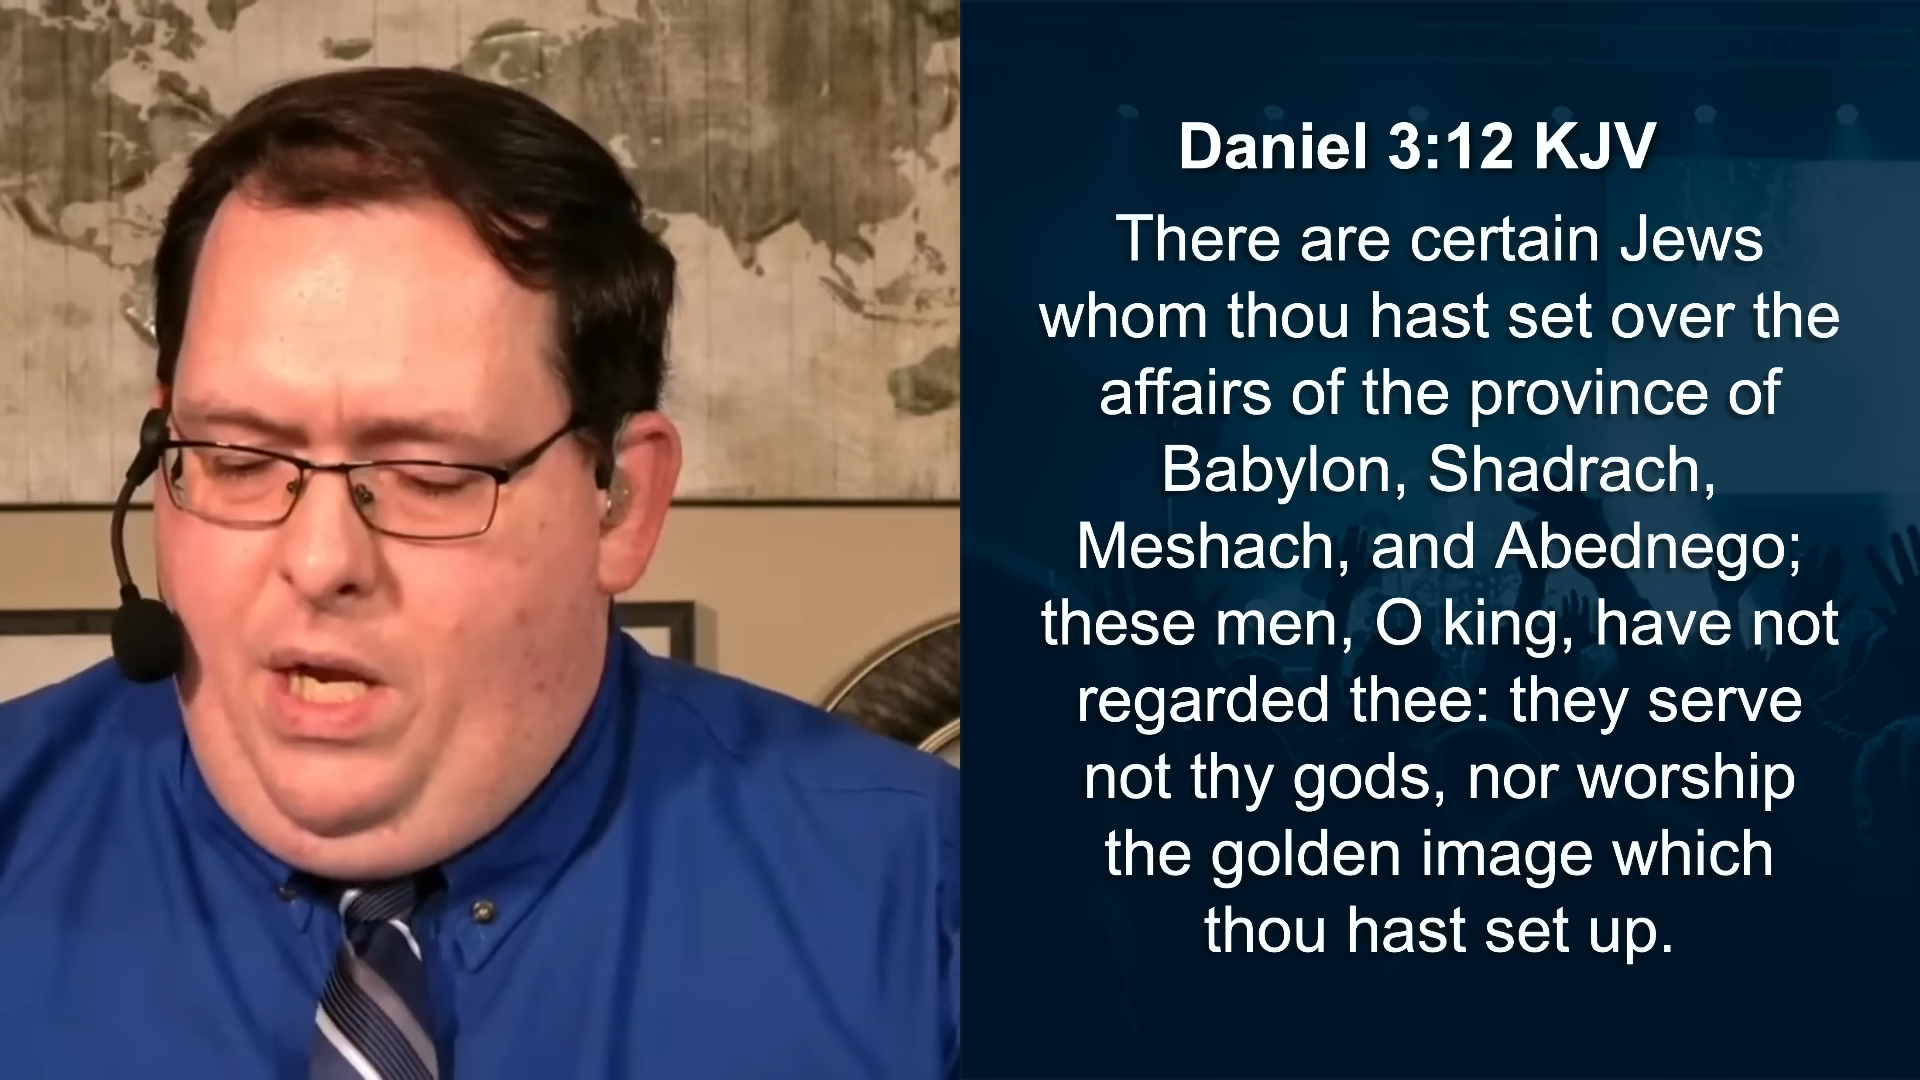 Daniel 3:12 KJV
There are certain Jews
whom thou hast set over the
affairs of the province of
Babylon, Shadrach,
Meshach, and Abednego;
these men, O king, have not
regarded thee: they serve
not thy gods, nor worship
the golden image which
thou hast set up.